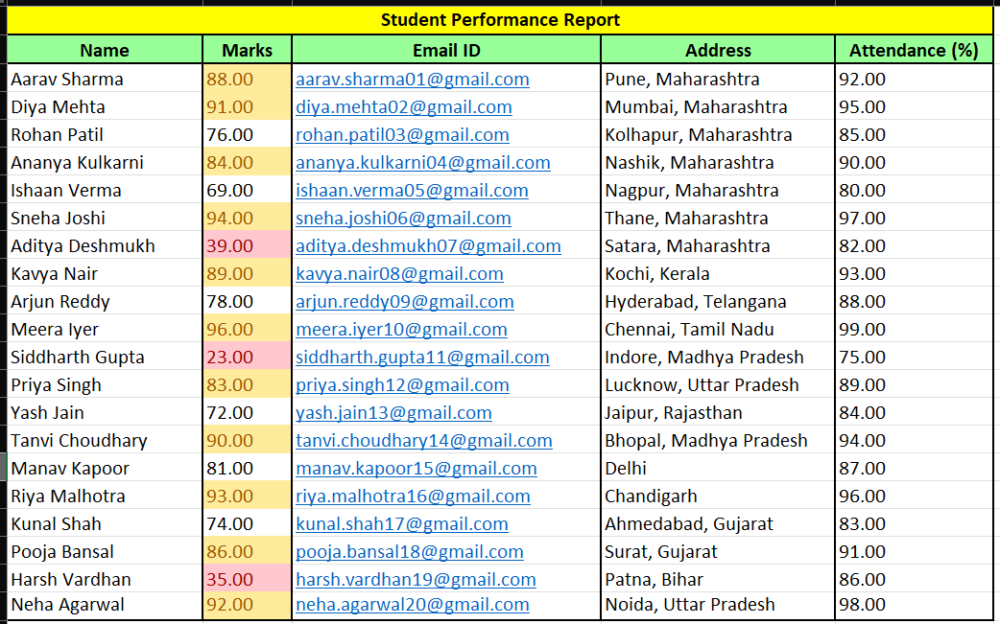 Student Performance Report
Name Marks Email ID Address Attendance (%)
Aarav Sharma 88.00 aarav.sharma01@gmail.com Pune, Maharashtra 92.00
Diya Mehta 91.00 diya.mehta02@gmail.com Mumbai, Maharashtra 95.00
Rohan Patil 76.00 rohan.patil03@gmail.com Kolhapur, Maharashtra 85.00
Ananya Kulkarni 84.00 ananya.kulkarni04@gmail.com Nashik, Maharashtra 90.00
Ishaan Verma 69.00 ishaan.verma05@gmail.com Nagpur, Maharashtra 80.00
Sneha Joshi 94.00 sneha.joshi06@gmail.com Thane, Maharashtra 97.00
Aditya Deshmukh 39.00 aditya.deshmukh07@gmail.com Satara, Maharashtra 82.00
Kavya Nair 89.00 kavya.nair08@gmail.com Kochi, Kerala 93.00
Arjun Reddy 78.00 arjun.reddy09@gmail.com Hyderabad, Telangana 88.00
Meera Iyer 96.00 meera.iyer10@gmail.com Chennai, Tamil Nadu 99.00
Siddharth Gupta 23.00 siddharth.gupta11@gmail.com Indore, Madhya Pradesh 75.00
Priya Singh 83.00 priya.singh12@gmail.com Lucknow, Uttar Pradesh 89.00
Yash Jain 72.00 yash.jain13@gmail.com Jaipur, Rajasthan 84.00
Tanvi Choudhary 90.00 tanvi.choudhary14@gmail.com Bhopal, Madhya Pradesh 94.00
Manav Kapoor 81.00 manav.kapoor15@gmail.com Delhi 87.00
Riya Malhotra 93.00 riya.malhotra16@gmail.com Chandigarh 96.00
Kunal Shah 74.00 kunal.shah17@gmail.com Ahmedabad, Gujarat 83.00
Pooja Bansal 86.00 pooja.bansal18@gmail.com Surat, Gujarat 91.00
Harsh Vardhan 35.00 harsh.vardhan19@gmail.com Patna, Bihar 86.00
Neha Agarwal 92.00 neha.agarwal20@gmail.com Noida, Uttar Pradesh 98.00